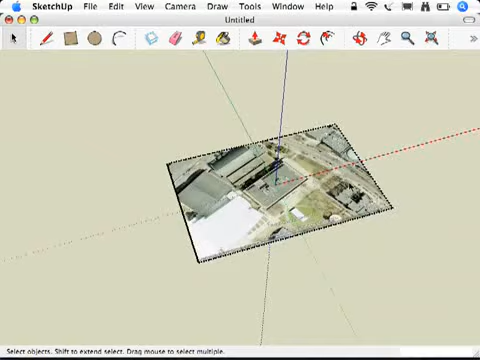 SketchUp File Edit View Camera Draw Tools Window Help
Untitled
Select objects. Shift to extend select. Drag mouse to select multiple.